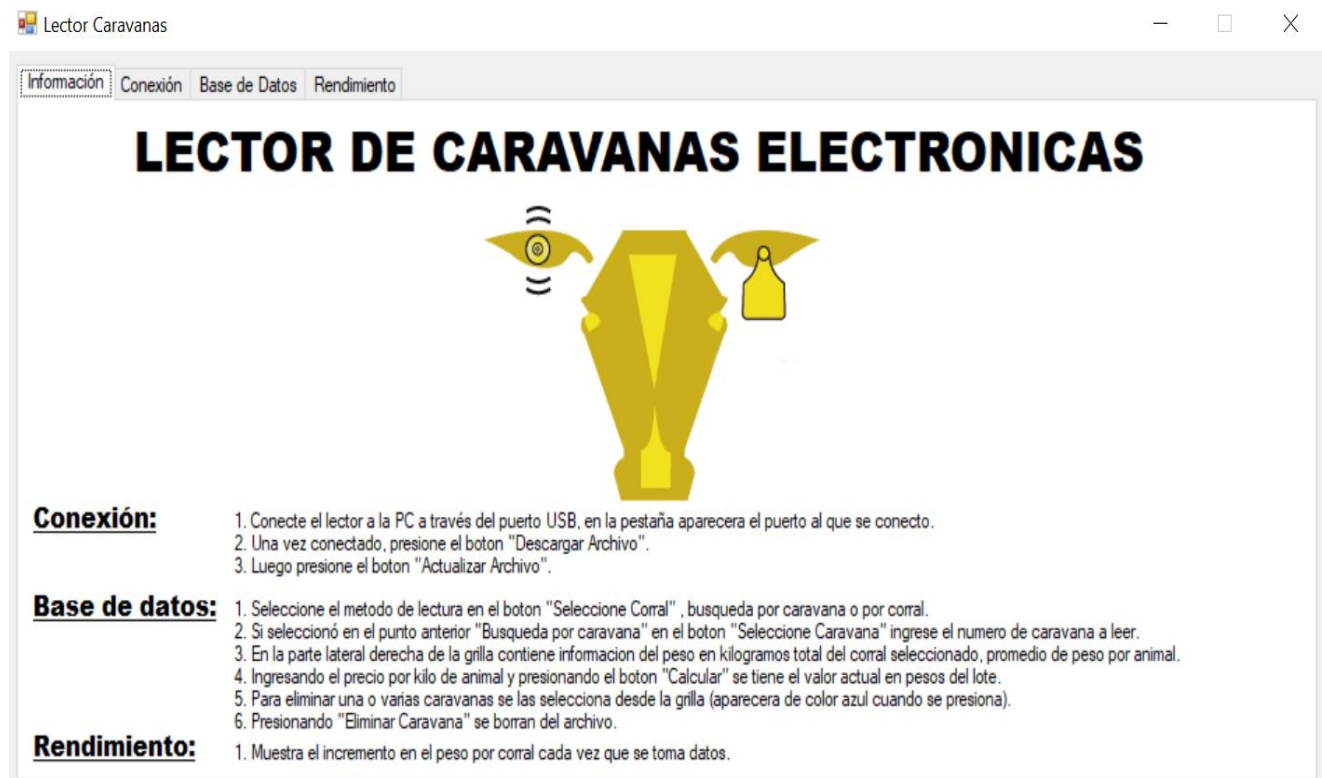 Lector Caravanas
Información Conexión Base de Datos Rendimiento
LECTOR DE CARAVANAS ELECTRONICAS
Conexión:
1. Conecte el lector a la PC a través del puerto USB, en la pestaña aparecera el puerto al que se conecto.
2. Una vez conectado, presione el boton "Descargar Archivo".
3. Luego presione el boton "Actualizar Archivo".
Base de datos:
1. Seleccione el metodo de lectura en el boton "Seleccione Corral" , busqueda por caravana o por corral.
2. Si seleccionó en el punto anterior "Busqueda por caravana" en el boton "Seleccione Caravana" ingrese el numero de caravana a leer.
3. En la parte lateral derecha de la grilla contiene informacion del peso en kilogramos total del corral seleccionado, promedio de peso por animal.
4. Ingresando el precio por kilo de animal y presionando el boton "Calcular" se tiene el valor actual en pesos del lote.
5. Para eliminar una o varias caravanas se las selecciona desde la grilla (aparecera de color azul cuando se presiona).
6. Presionando "Eliminar Caravana" se borran del archivo.
Rendimiento:
1. Muestra el incremento en el peso por corral cada vez que se toma datos.